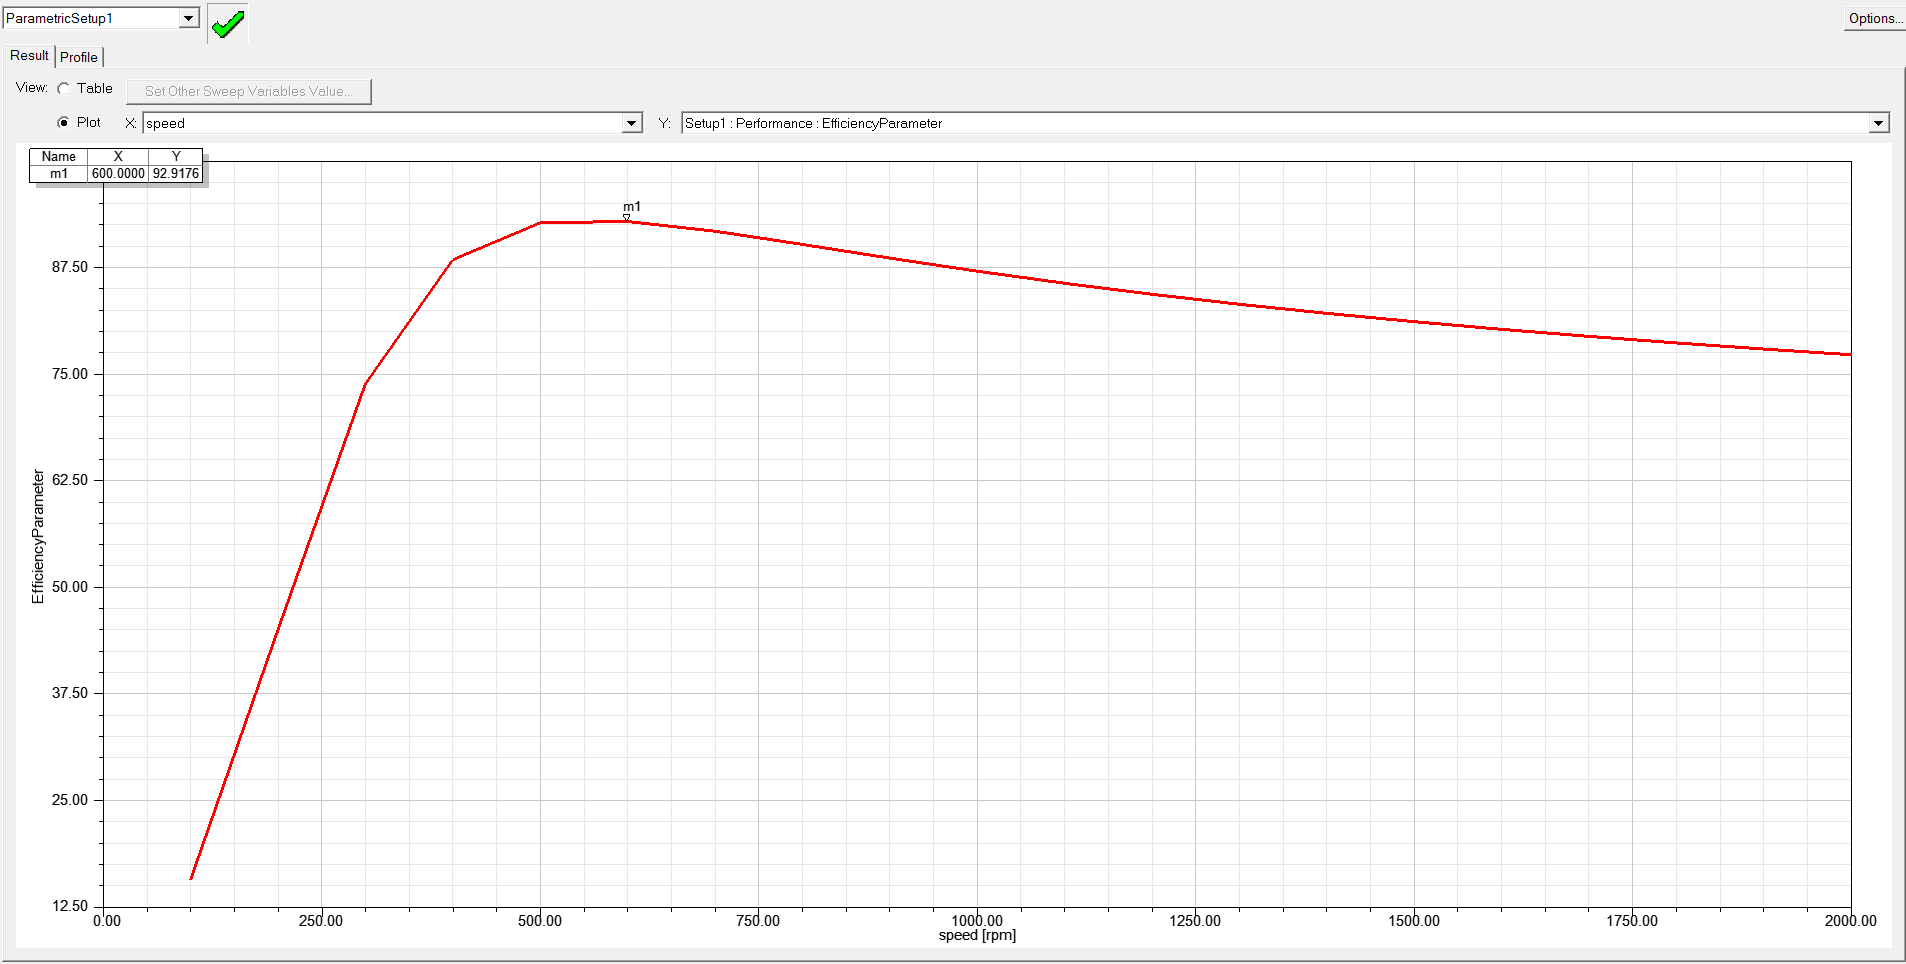 ParametricSetup1
Options...
Result Profile
View: Table Set Other Sweep Variables Value...
Plot X: speed Y: Setup1 : Performance : EfficiencyParameter
Name X Y
m1 600.0000 92.9176
m1
87.50
75.00
62.50
50.00
37.50
25.00
12.50
EfficiencyParameter
0.00 250.00 500.00 750.00 1000.00 1250.00 1500.00 1750.00 2000.00
speed [rpm]